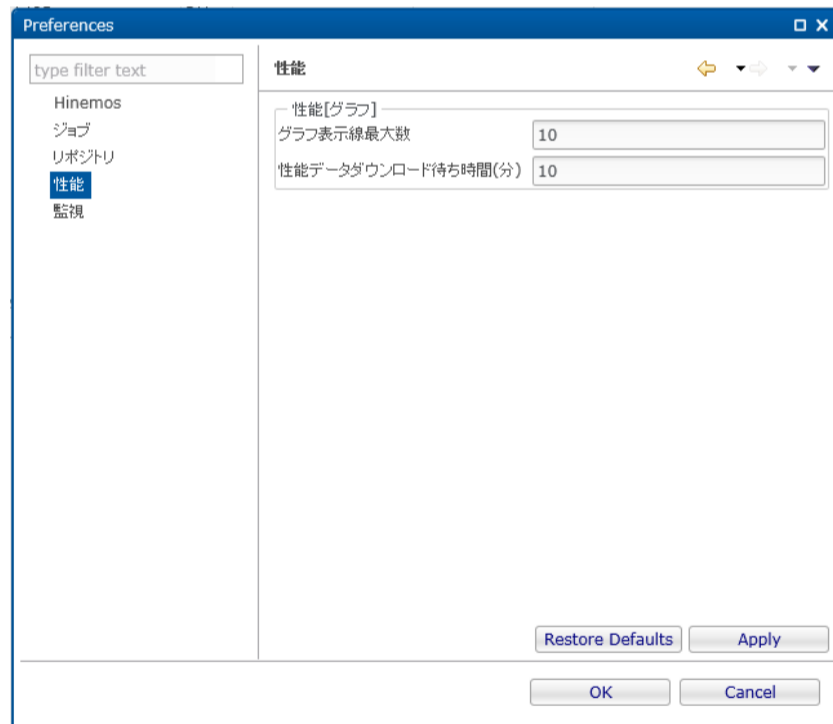 Preferences
type filter text
Hinemos
ジョブ
リポジトリ
性能
監視
性能
性能[グラフ]
グラフ表示線最大数 10
性能データダウンロード待ち時間(分) 10
Restore Defaults Apply
OK Cancel